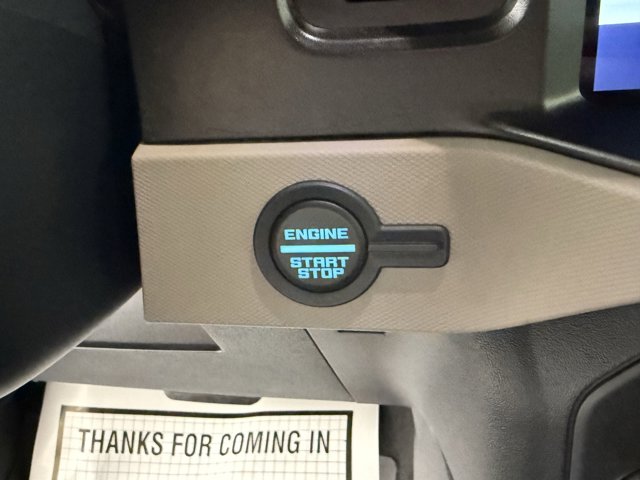 ENGINE
START
STOP
THANKS FOR COMING IN